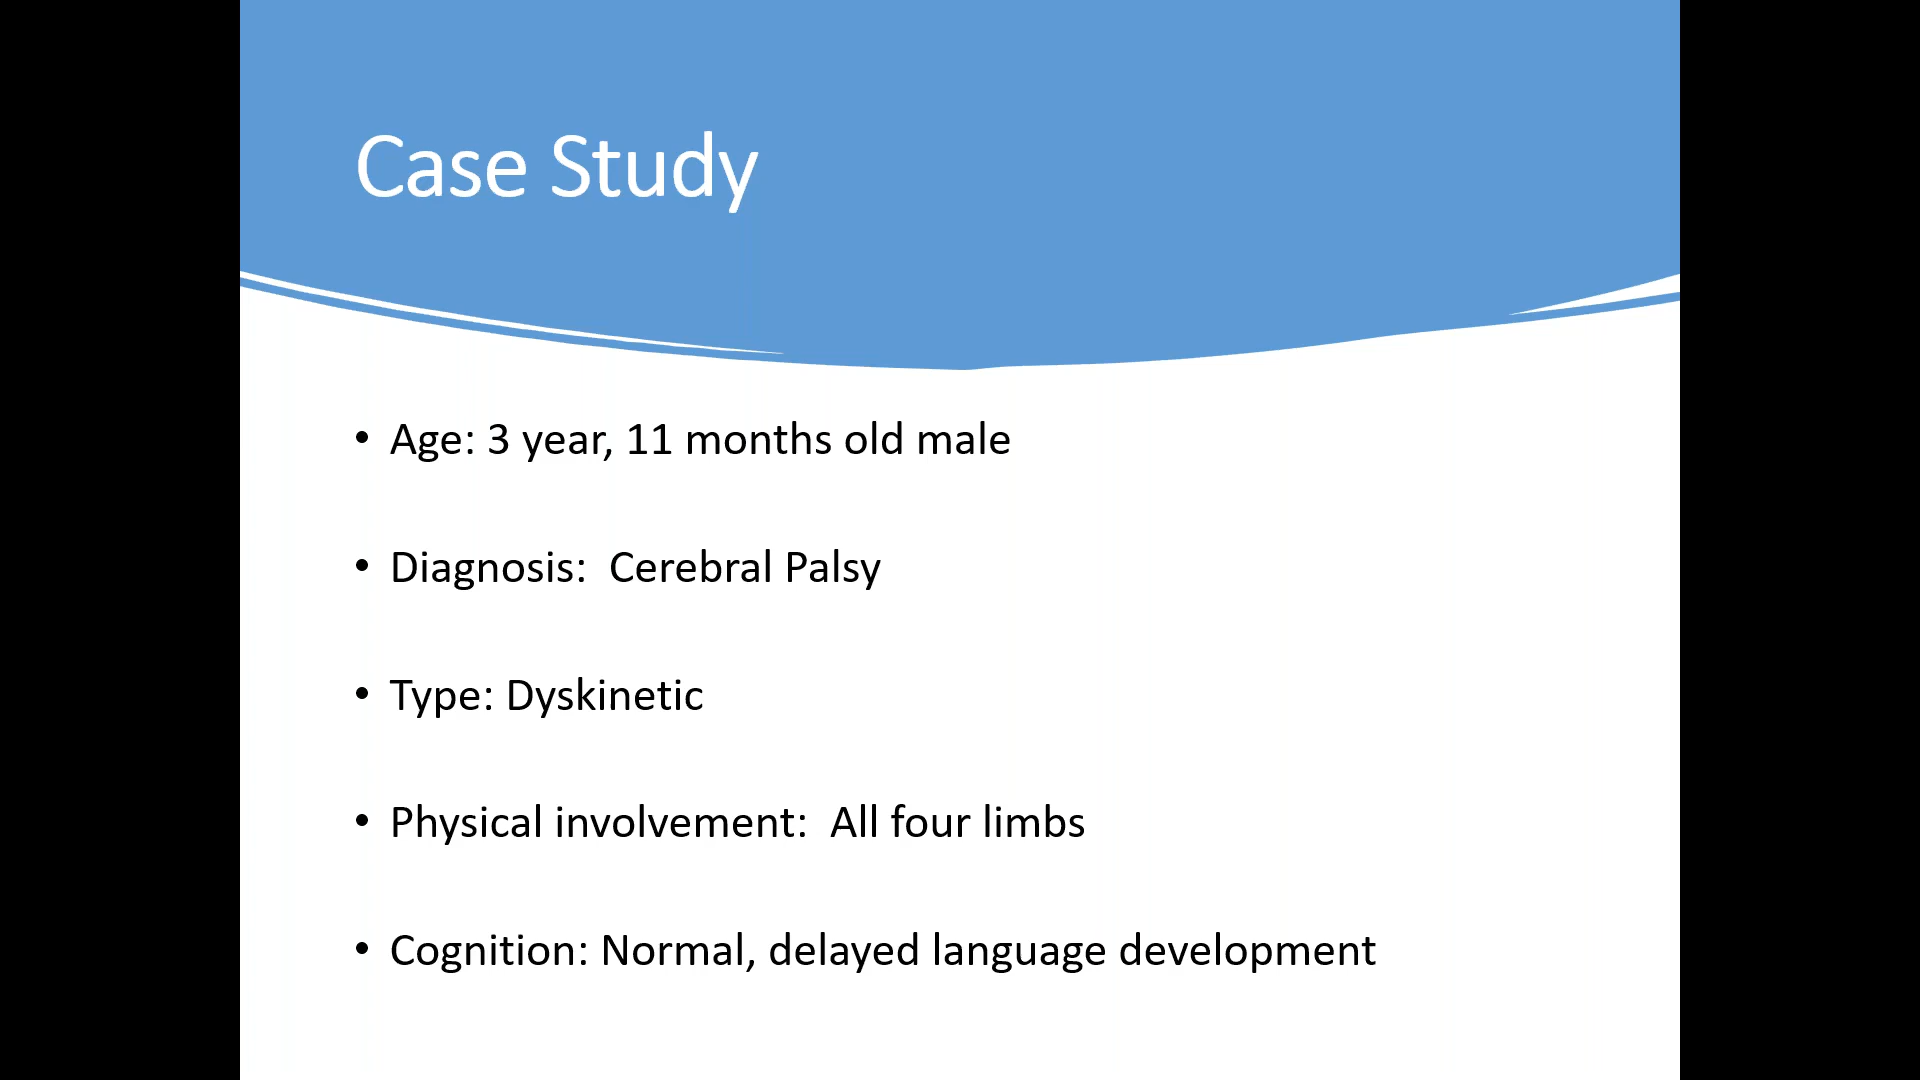 Case Study
• Age: 3 year, 11 months old male
• Diagnosis:  Cerebral Palsy
• Type: Dyskinetic
• Physical involvement:  All four limbs
• Cognition: Normal, delayed language development